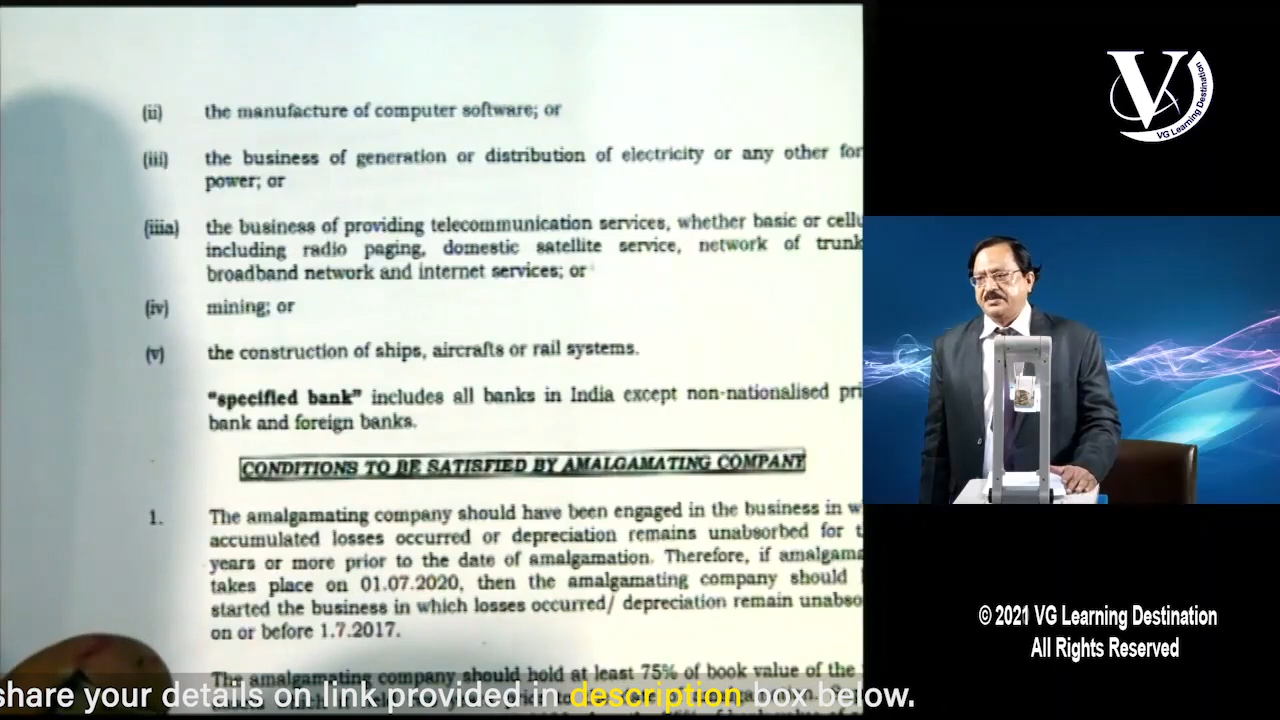 (ii) the manufacture of computer software; or
(iii) the business of generation or distribution of electricity or any other for
power; or
(iiia) the business of providing telecommunication services, whether basic or cellu
including radio paging, domestic satellite service, network of trunk
broadband network and internet services; or
(iv) mining; or
(v) the construction of ships, aircrafts or rail systems.
"specified bank" includes all banks in India except non-nationalised pri
bank and foreign banks.
CONDITIONS TO BE SATISFIED BY AMALGAMATING COMPANY
1. The amalgamating company should have been engaged in the business in w
accumulated losses occurred or depreciation remains unabsorbed for t
years or more prior to the date of amalgamation. Therefore, if amalgama
takes place on 01.07.2020, then the amalgamating company should
started the business in which losses occurred/ depreciation remain unabso
on or before 1.7.2017.
The amalgamating company should hold at least 75% of book value of the
share your details on link provided in description box below.
V
VG Learning Destination
© 2021 VG Learning Destination
All Rights Reserved